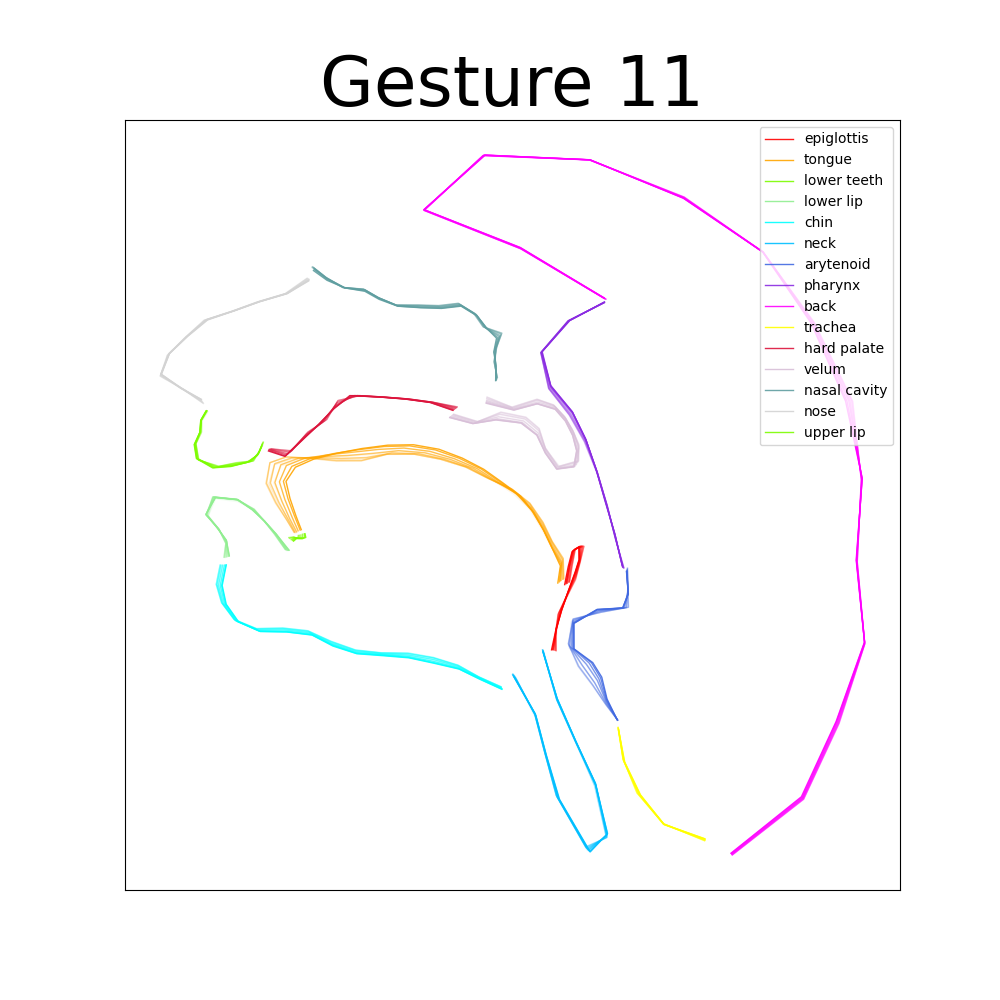 Gesture 11
epiglottis
tongue
lower teeth
lower lip
chin
neck
arytenoid
pharynx
back
trachea
hard palate
velum
nasal cavity
nose
upper lip